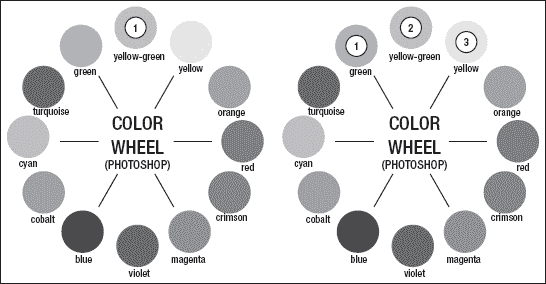 1
yellow-green
green
yellow
turquoise
orange
COLOR
WHEEL
(PHOTOSHOP)
cyan
red
cobalt
crimson
blue
violet
magenta
1
2
3
green
yellow-green
yellow
turquoise
orange
COLOR
WHEEL
(PHOTOSHOP)
cyan
red
cobalt
crimson
blue
violet
magenta